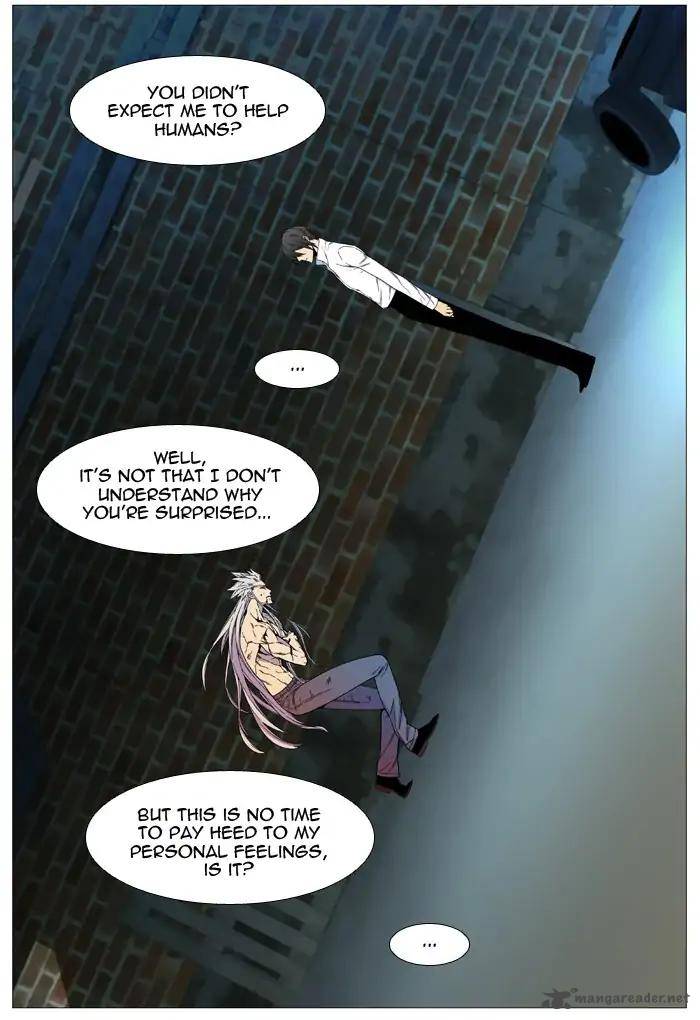 YOU DIDN'T
EXPECT ME TO HELP
HUMANS?
...
WELL,
IT'S NOT THAT I DON'T
UNDERSTAND WHY
YOU'RE SURPRISED...
BUT THIS IS NO TIME
TO PAY HEED TO MY
PERSONAL FEELINGS,
IS IT?
...
mangareader.net